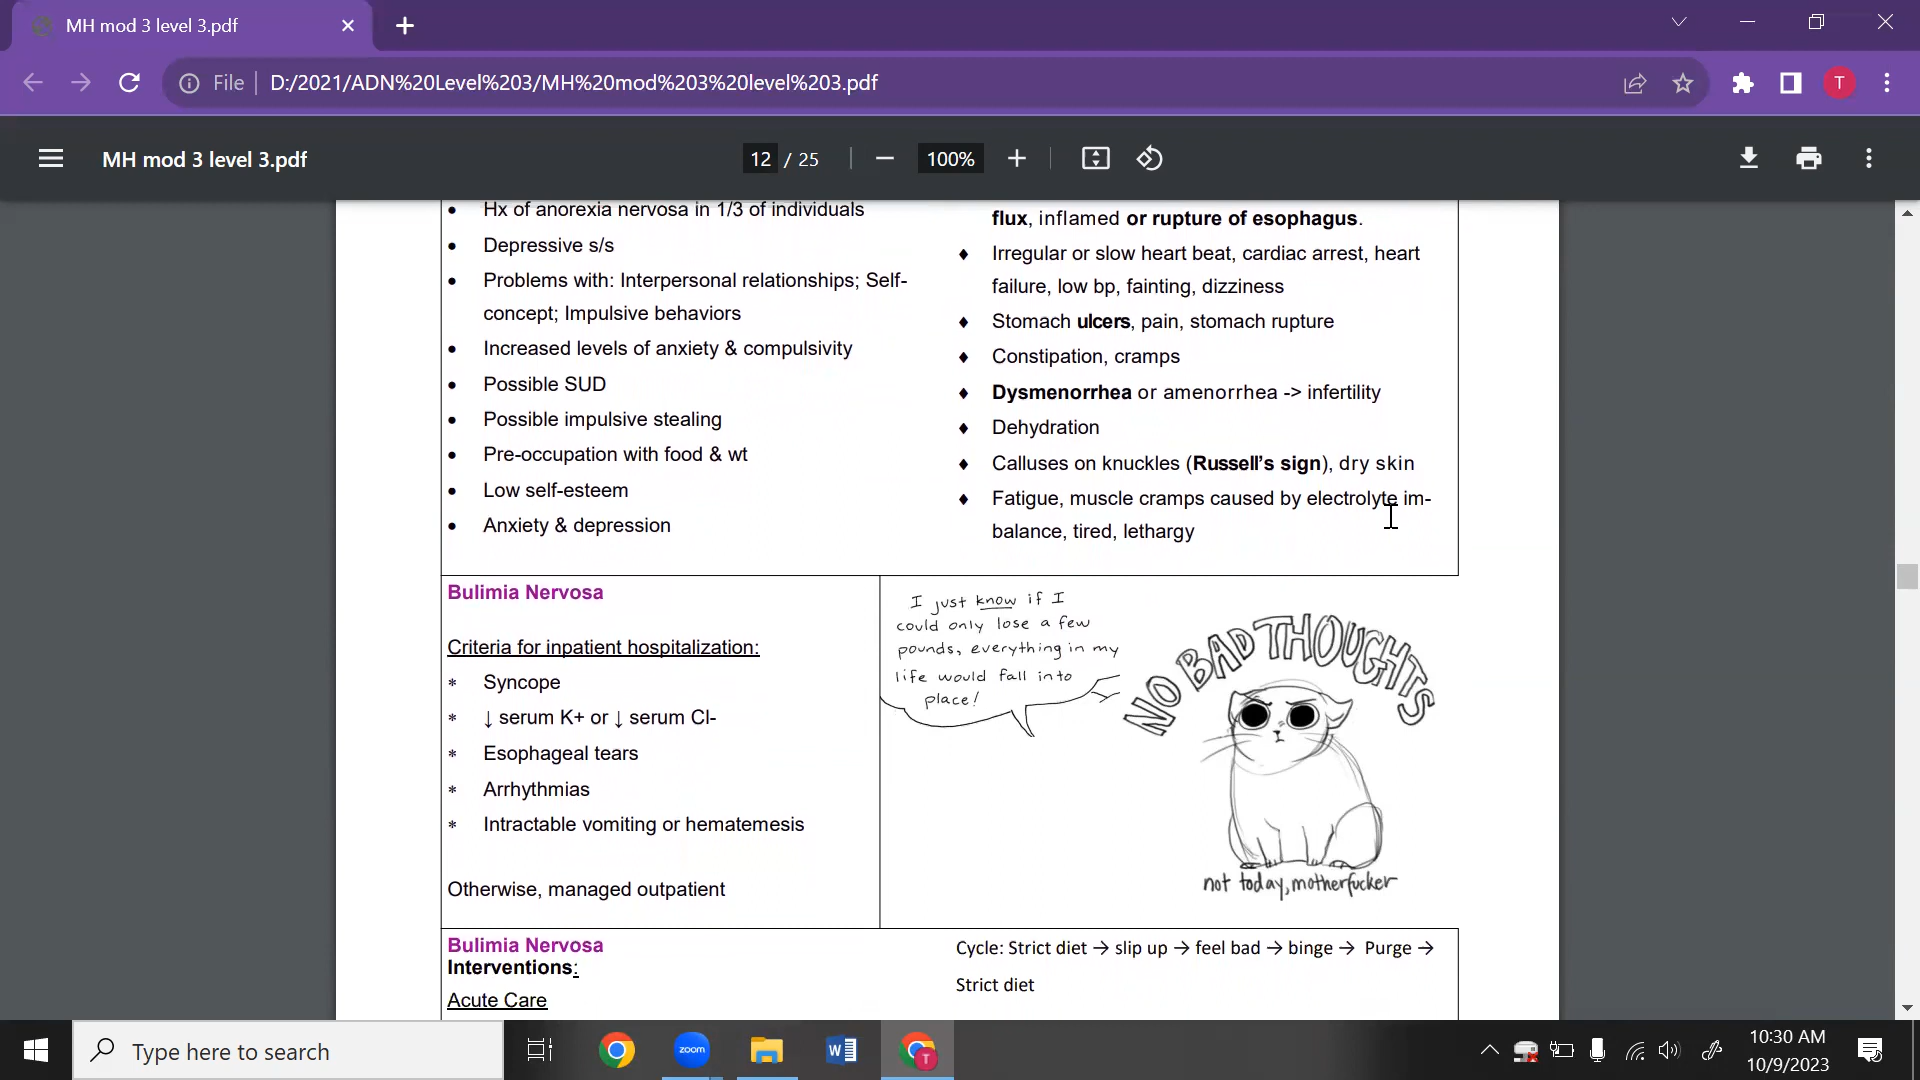 MH mod 3 level 3.pdf
File
D:/2021/ADN%20Level%203/MH%20mod%203%20level%203.pdf
T
MH mod 3 level 3.pdf
12 / 25
100%
Hx of anorexia nervosa in 1/3 of individuals
Depressive s/s
Problems with: Interpersonal relationships; Self-
concept; Impulsive behaviors
Increased levels of anxiety & compulsivity
Possible SUD
Possible impulsive stealing
Pre-occupation with food & wt
Low self-esteem
Anxiety & depression
flux, inflamed or rupture of esophagus.
Irregular or slow heart beat, cardiac arrest, heart
failure, low bp, fainting, dizziness
Stomach ulcers, pain, stomach rupture
Constipation, cramps
Dysmenorrhea or amenorrhea -> infertility
Dehydration
Calluses on knuckles (Russell’s sign), dry skin
Fatigue, muscle cramps caused by electrolyte im-
balance, tired, lethargy
Bulimia Nervosa
Criteria for inpatient hospitalization:
* Syncope
* ↓ serum K+ or ↓ serum Cl-
* Esophageal tears
* Arrhythmias
* Intractable vomiting or hematemesis
Otherwise, managed outpatient
I just know if I
could only lose a few
pounds, everything in my
life would fall into
place!
NO BAD THOUGHTS
not today, motherfucker
Bulimia Nervosa
Interventions:
Acute Care
Cycle: Strict diet → slip up → feel bad → binge → Purge →
Strict diet
Type here to search
zoom
W
T
10:30 AM
10/9/2023